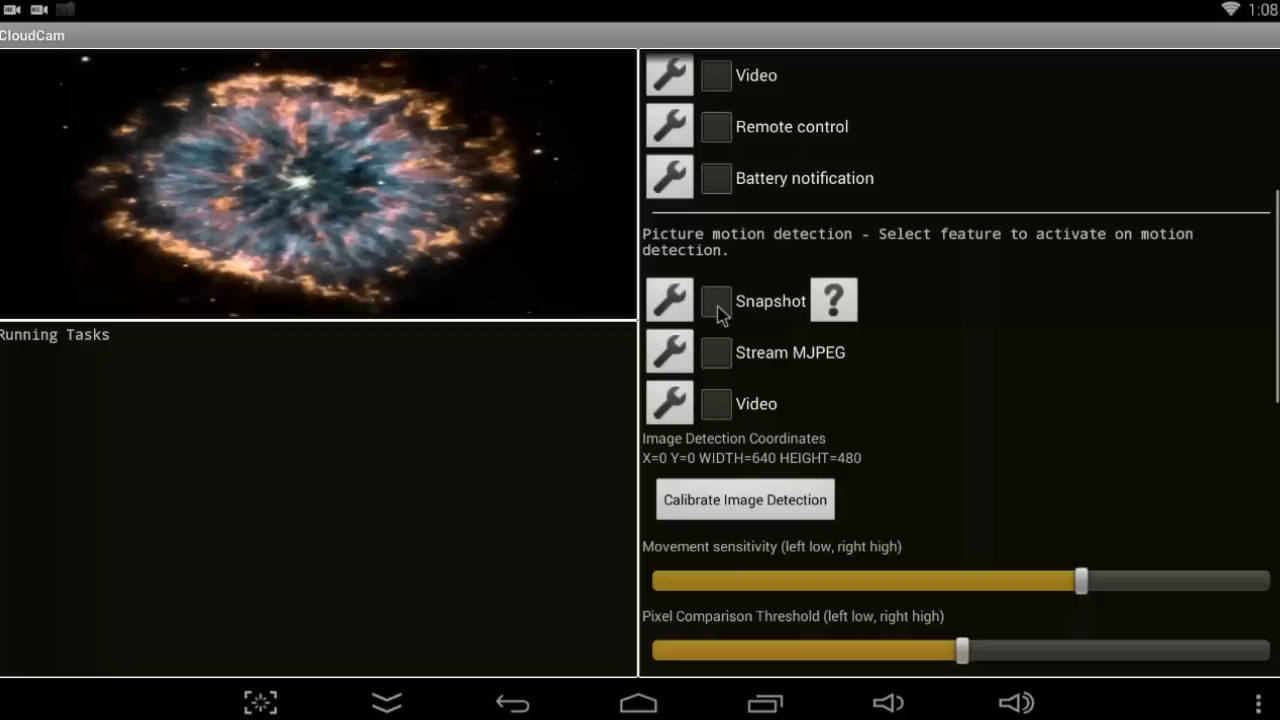 1:08
CloudCam
Video
Remote control
Battery notification
Picture motion detection - Select feature to activate on motion
detection.
Snapshot
Stream MJPEG
Video
Image Detection Coordinates
X=0 Y=0 WIDTH=640 HEIGHT=480
Calibrate Image Detection
Movement sensitivity (left low, right high)
Pixel Comparison Threshold (left low, right high)
Running Tasks